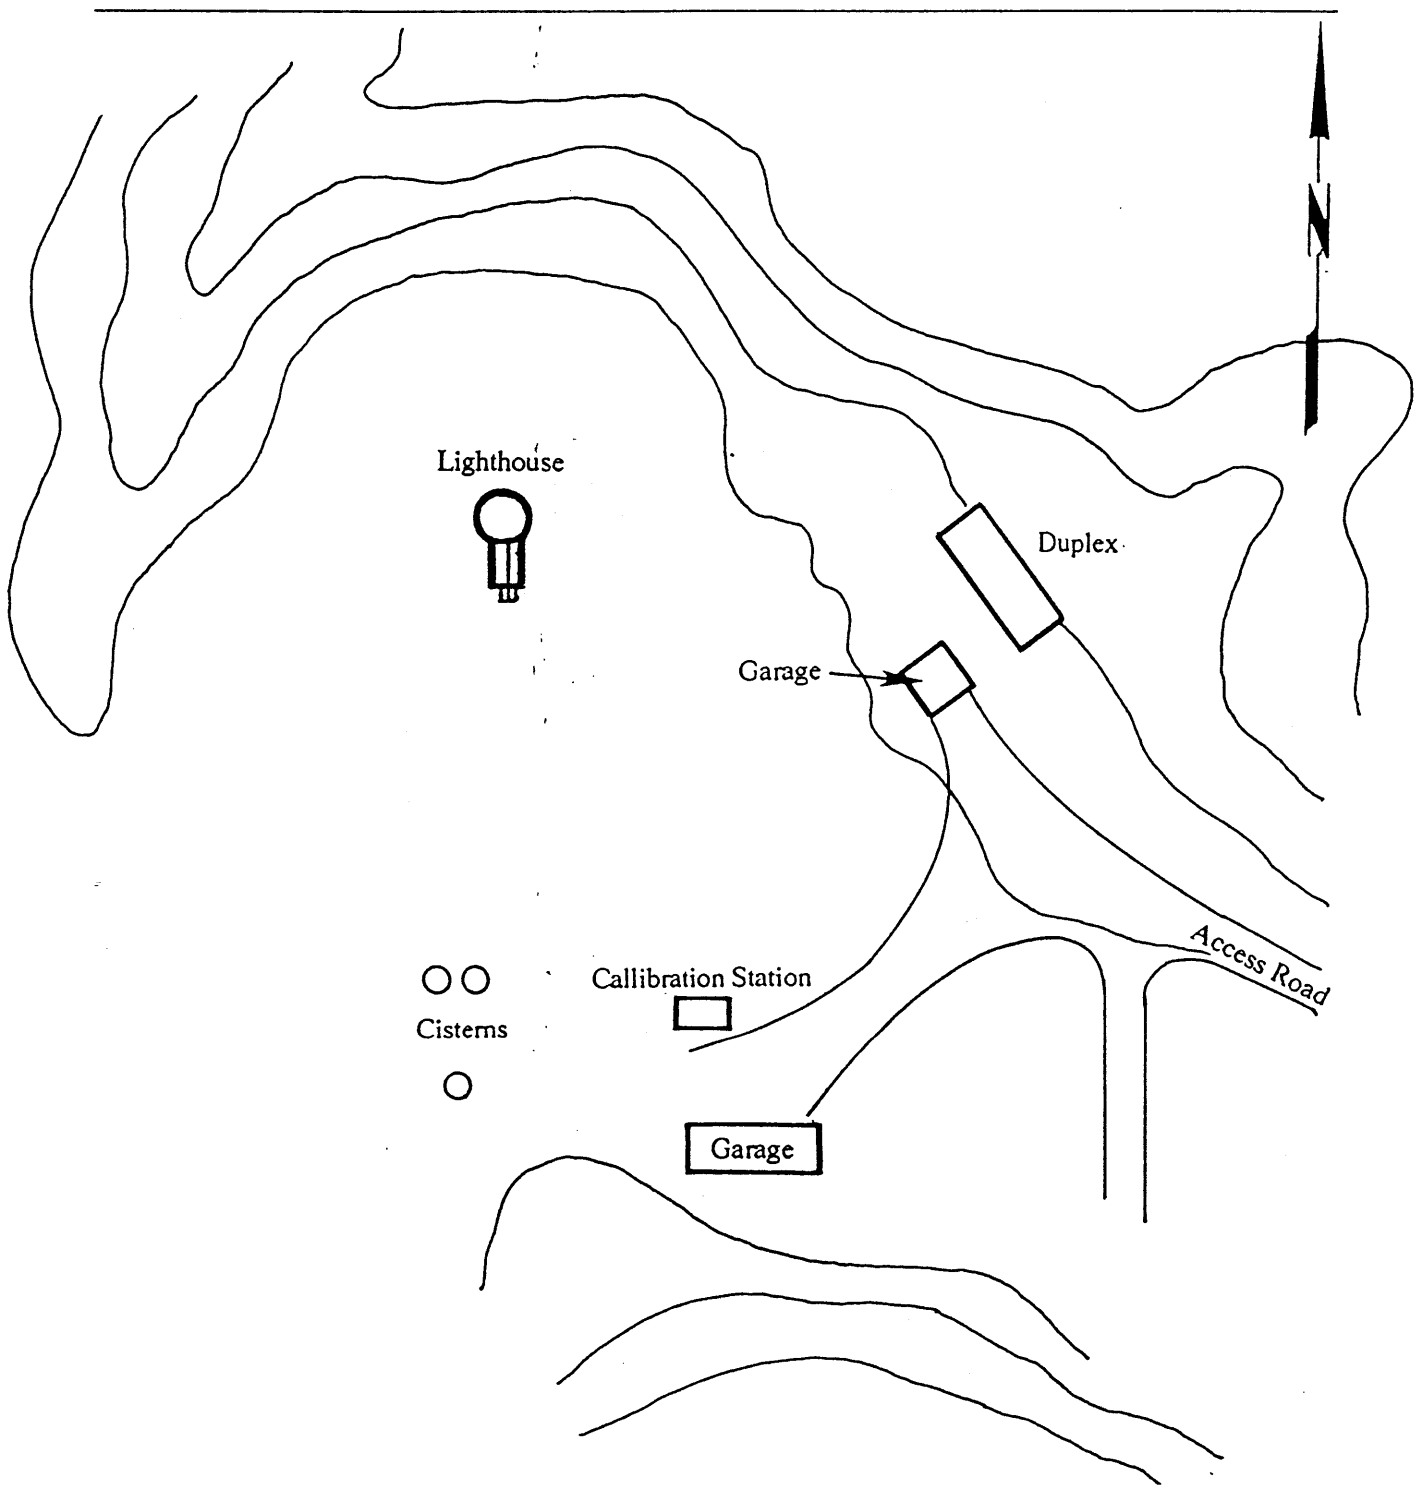 N
Lighthouse
Duplex
Garage
Access Road
Callibration Station
Cisterns
Garage